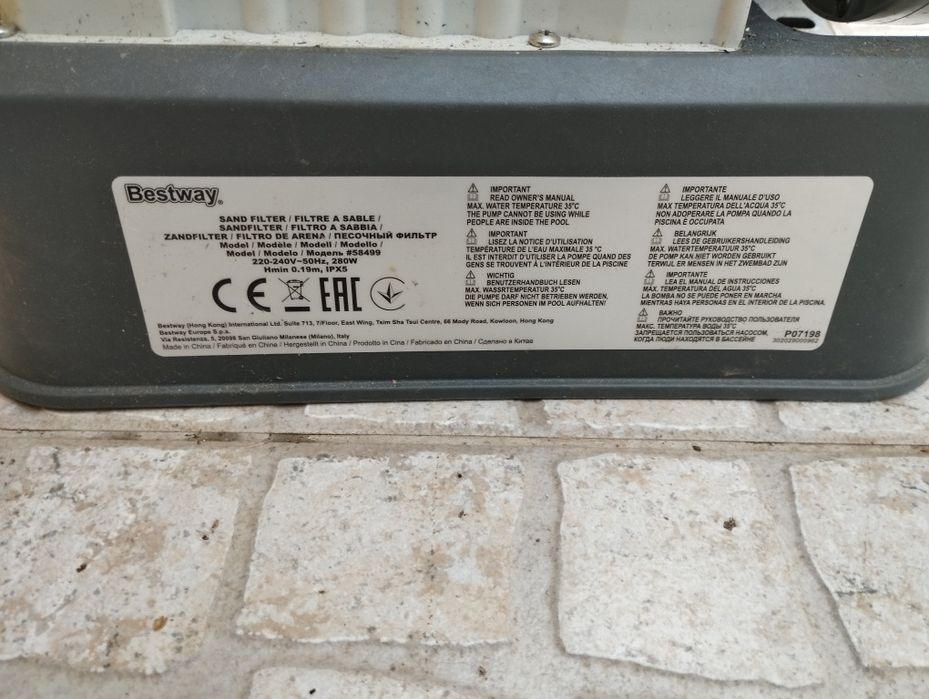 Bestway®
SAND FILTER / FILTRE A SABLE /
SANDFILTER / FILTRO A SABBIA /
ZANDFILTER / FILTRO DE ARENA / ПЕСОЧНЫЙ ФИЛЬТР
Model / Modèle / Modell / Modello /
Model / Modelo / Модель #58499
220-240V~50Hz, 280W
Hmin 0.19m, IPX5
CE EAC
Bestway (Hong Kong) International Ltd. Suite 713, 7/Floor, East Wing, Tsim Sha Tsui Centre, 66 Mody Road, Kowloon, Hong Kong
Bestway Europe S.p.a.
Via Resistenza, 5, 20098 San Giuliano Milanese (Milano), Italy
Made in China / Fabriqué en China / Hergestellt in China / Prodotto in Cina / Fabricado en China / Сделано в Китае
IMPORTANT
READ OWNER'S MANUAL
MAX. WATER TEMPERATURE 35°C
THE PUMP CANNOT BE USING WHILE
PEOPLE ARE INSIDE THE POOL
IMPORTANT
LISEZ LA NOTICE D'UTILISATION
TEMPÉRATURE DE L'EAU MAXIMALE 35 °C
IL EST INTERDIT D'UTILISER LA POMPE QUAND DES
GENS SE TROUVENT À L'INTÉRIEUR DE LA PISCINE
WICHTIG
BENUTZERHANDBUCH LESEN
MAX. WASSRTEMPERATUR 35°C
DIE PUMPE DARF NICHT BETRIEBEN WERDEN,
WENN SICH PERSONEN IM POOL AUFHALTEN!
IMPORTANTE
LEGGERE IL MANUALE D'USO
MAX TEMPERATURA DELL'ACQUA 35°C
NON ADOPERARE LA POMPA QUANDO LA
PISCINA È OCCUPATA
BELANGRIJK
LEES DE GEBRUIKERSHANDLEIDING
MAX. WATERTEMPERATUUR 35 °C
DE POMP KAN NIET WORDEN GEBRUIKT
TERWIJL ER MENSEN IN HET ZWEMBAD ZIJN
IMPORTANTE
LEA EL MANUAL DE INSTRUCCIONES
MÁX. TEMPERATURA DEL AGUA 35°C
LA BOMBA NO SE PUEDE PONER EN MARCHA
MIENTRAS HAYA PERSONAS EN EL INTERIOR DE LA PISCINA.
ВАЖНО
ПРОЧИТАЙТЕ РУКОВОДСТВО ПОЛЬЗОВАТЕЛЯ
МАКС. ТЕМПЕРАТУРА ВОДЫ 35°C
ЗАПРЕЩАЕТСЯ ПОЛЬЗОВАТЬСЯ НАСОСОМ,
КОГДА ЛЮДИ НАХОДЯТСЯ В БАССЕЙНЕ
P07198
302029000962